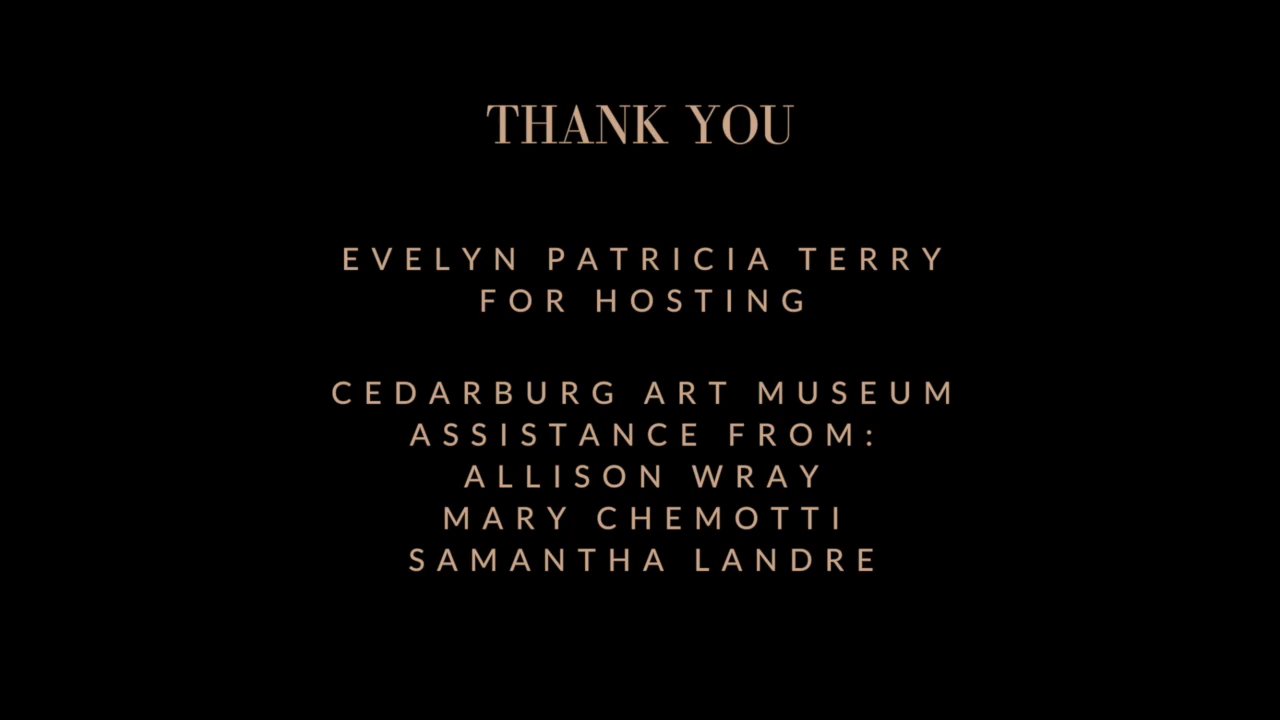 THANK YOU
EVELYN PATRICIA TERRY
FOR HOSTING
CEDARBURG ART MUSEUM
ASSISTANCE FROM:
ALLISON WRAY
MARY CHEMOTTI
SAMANTHA LANDRE